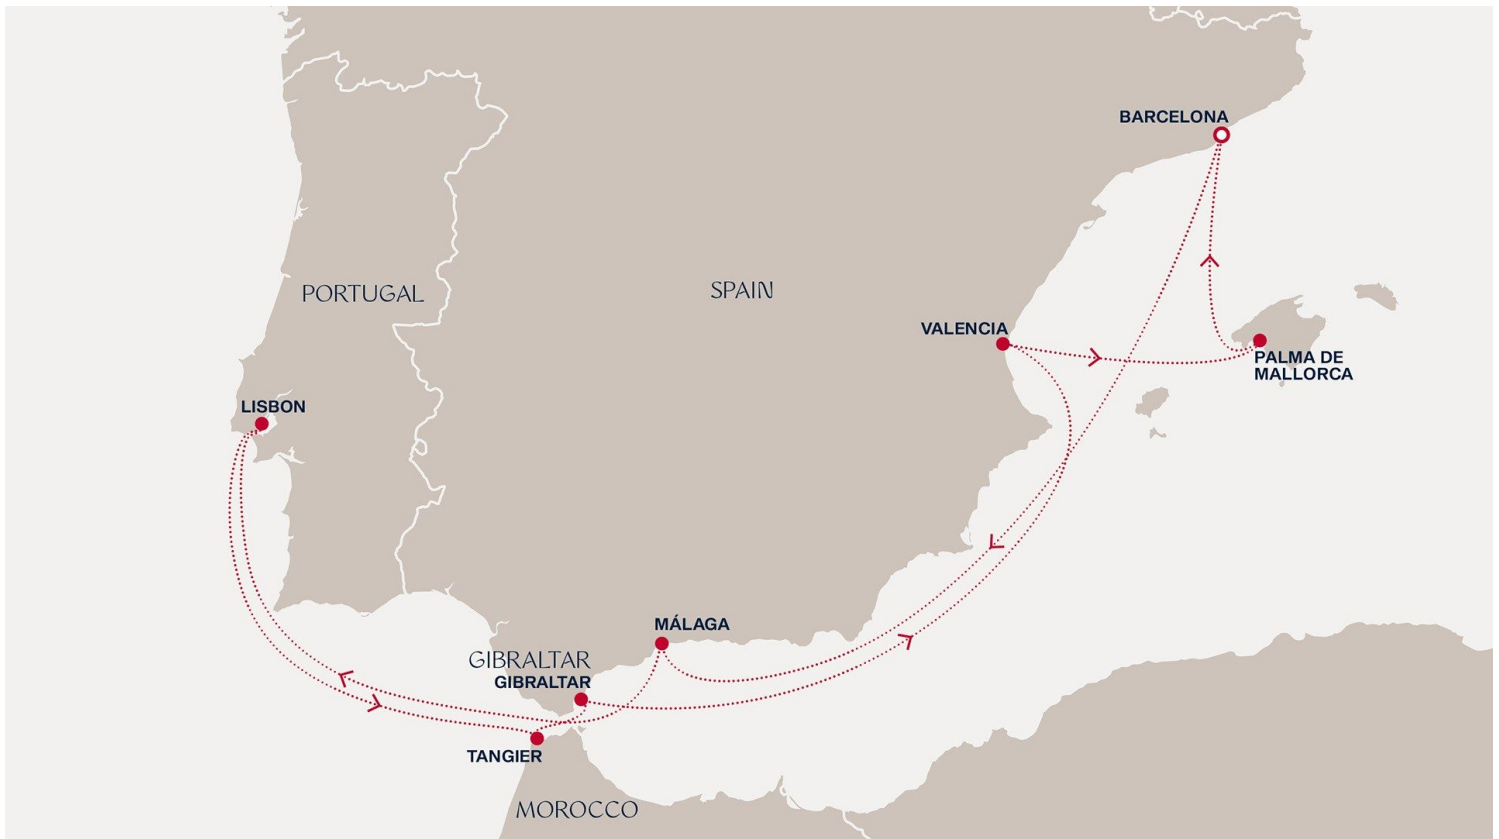 BARCELONA
PORTUGAL
SPAIN
VALENCIA
PALMA DE
MALLORCA
LISBON
MÁLAGA
GIBRALTAR
GIBRALTAR
TANGIER
MOROCCO